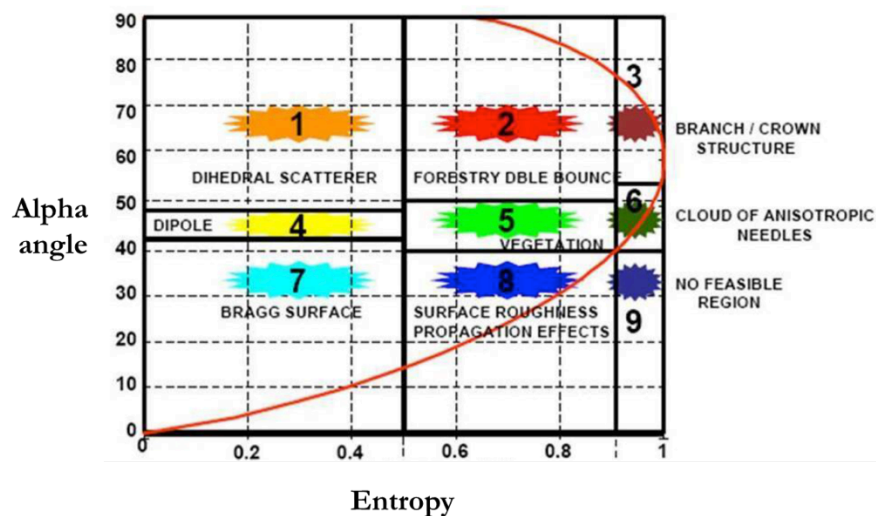 90
80
70
60
50
40
30
20
10
0
Alpha
angle
1
DIHEDRAL SCATTERER
2
FORESTRY DBLE BOUNCE
3
BRANCH / CROWN
STRUCTURE
DIPOLE
4
5
VEGETATION
6
CLOUD OF ANISOTROPIC
NEEDLES
7
BRAGG SURFACE
8
SURFACE ROUGHNESS
PROPAGATION EFFECTS
9
NO FEASIBLE
REGION
0 0.2 0.4 0.6 0.8 1
Entropy